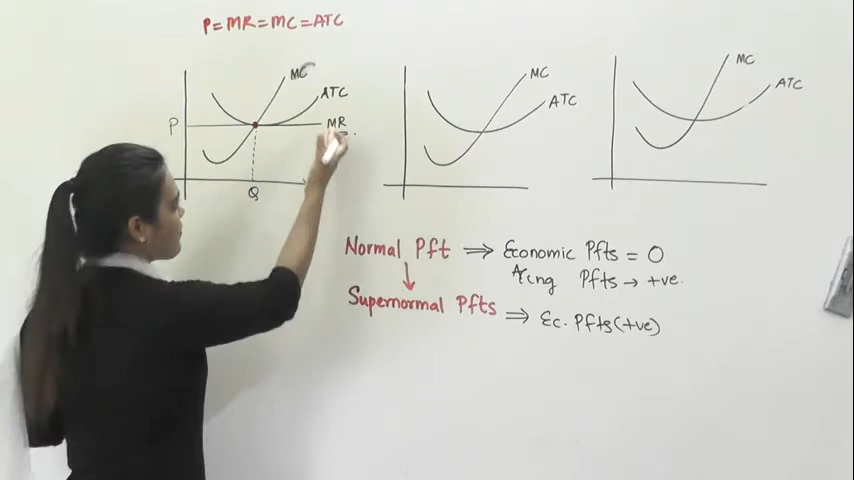 P=MR=MC=ATC
MC
ATC
P
MR
Q
MC
ATC
MC
ATC
Normal Pft ⇒ Economic Pfts = 0
Acng Pfts → +ve.
↓
Supernormal Pfts ⇒ Ec. Pfts (+ve)